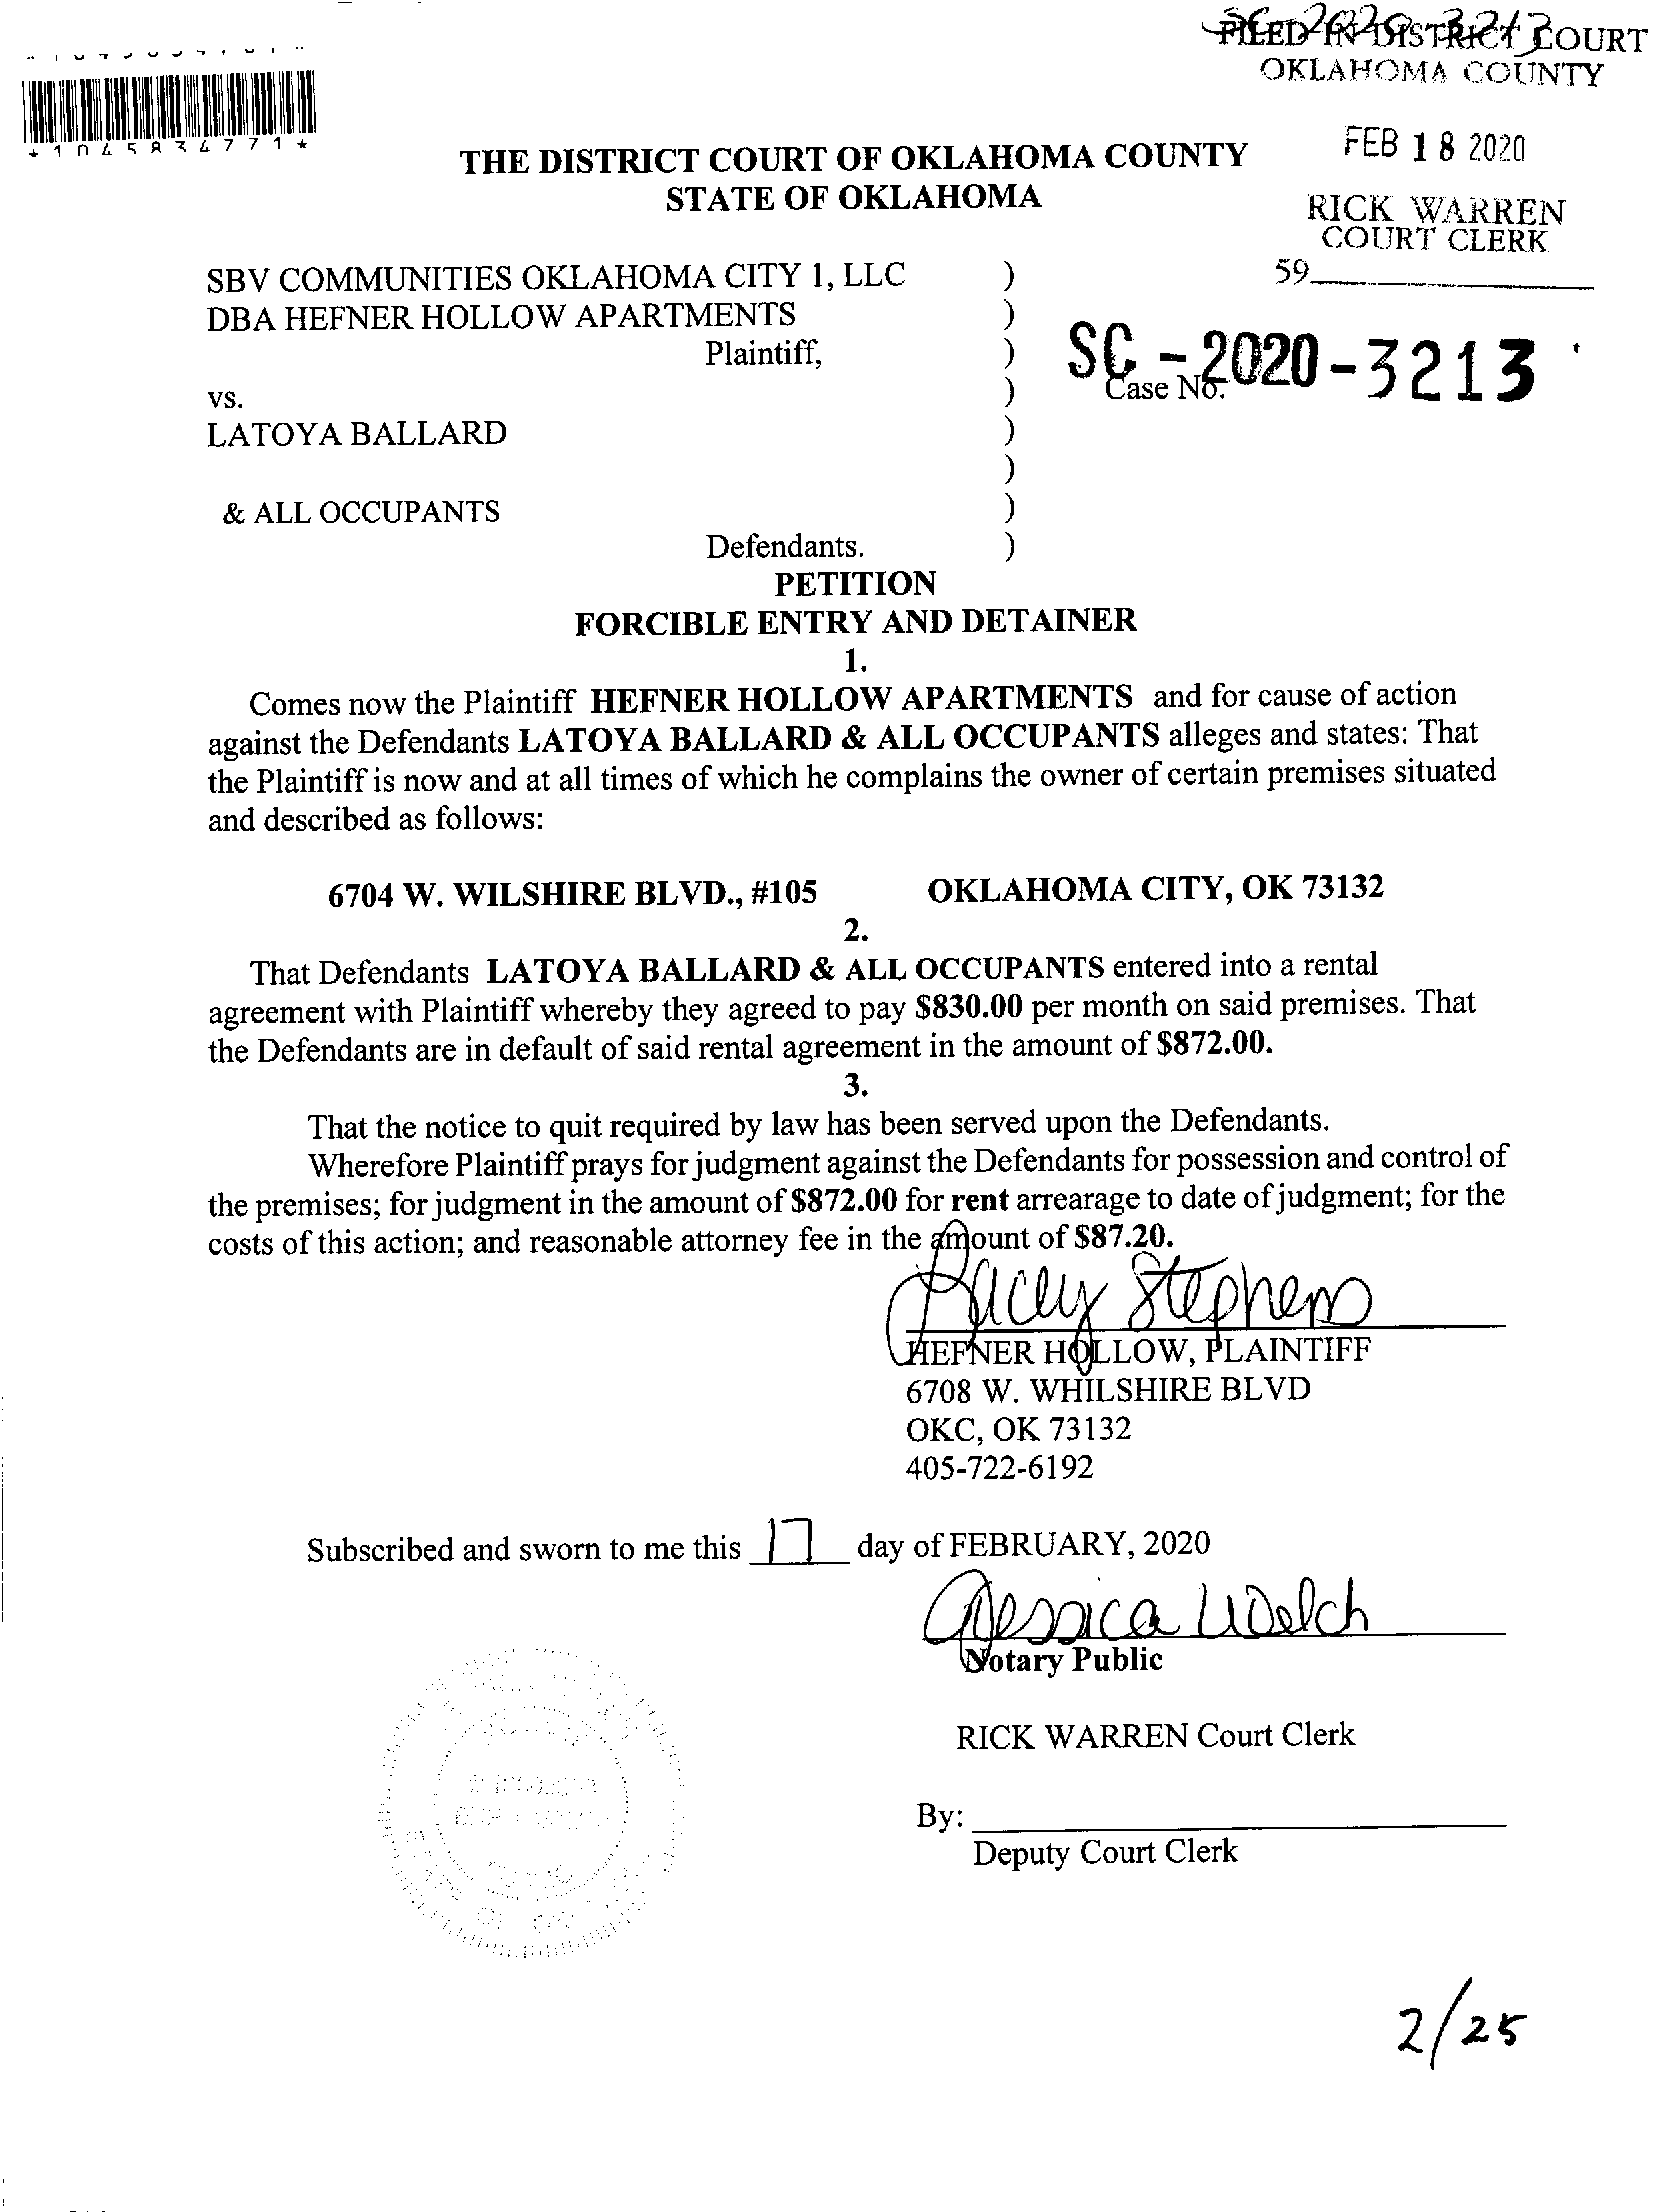 SC-2020-3213
FILED IN DISTRICT COURT
OKLAHOMA COUNTY
*1045834771*
FEB 18 2020
THE DISTRICT COURT OF OKLAHOMA COUNTY
STATE OF OKLAHOMA
RICK WARREN
COURT CLERK
59
SBV COMMUNITIES OKLAHOMA CITY 1, LLC )
DBA HEFNER HOLLOW APARTMENTS )
Plaintiff, )
SC-2020-3213
Case No.
vs. )
LATOYA BALLARD )
)
& ALL OCCUPANTS )
Defendants. )
PETITION
FORCIBLE ENTRY AND DETAINER
1.
Comes now the Plaintiff HEFNER HOLLOW APARTMENTS and for cause of action
against the Defendants LATOYA BALLARD & ALL OCCUPANTS alleges and states: That
the Plaintiff is now and at all times of which he complains the owner of certain premises situated
and described as follows:
6704 W. WILSHIRE BLVD., #105 OKLAHOMA CITY, OK 73132
2.
That Defendants LATOYA BALLARD & ALL OCCUPANTS entered into a rental
agreement with Plaintiff whereby they agreed to pay $830.00 per month on said premises. That
the Defendants are in default of said rental agreement in the amount of $872.00.
3.
That the notice to quit required by law has been served upon the Defendants.
Wherefore Plaintiff prays for judgment against the Defendants for possession and control of
the premises; for judgment in the amount of $872.00 for rent arrearage to date of judgment; for the
costs of this action; and reasonable attorney fee in the amount of $87.20.
Stephens
HEFNER HOLLOW, PLAINTIFF
6708 W. WHILSHIRE BLVD
OKC, OK 73132
405-722-6192
Subscribed and sworn to me this 17 day of FEBRUARY, 2020
Jessica Welch
Notary Public
RICK WARREN Court Clerk
By:
Deputy Court Clerk
2/25